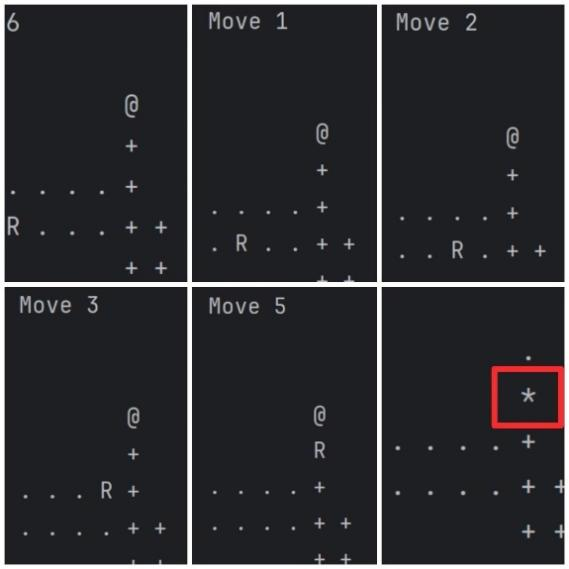 6
@
+
. . . . +
R . . . + +
+ +
Move 1
@
+
. . . . +
. R . . + +
+ +
Move 2
@
+
. . . . +
. . R . + +
Move 3
@
+
. . . R +
. . . . + +
Move 5
@
R
. . . . +
. . . . + +
+ +
.
*
. . . . +
. . . . + +
+ +